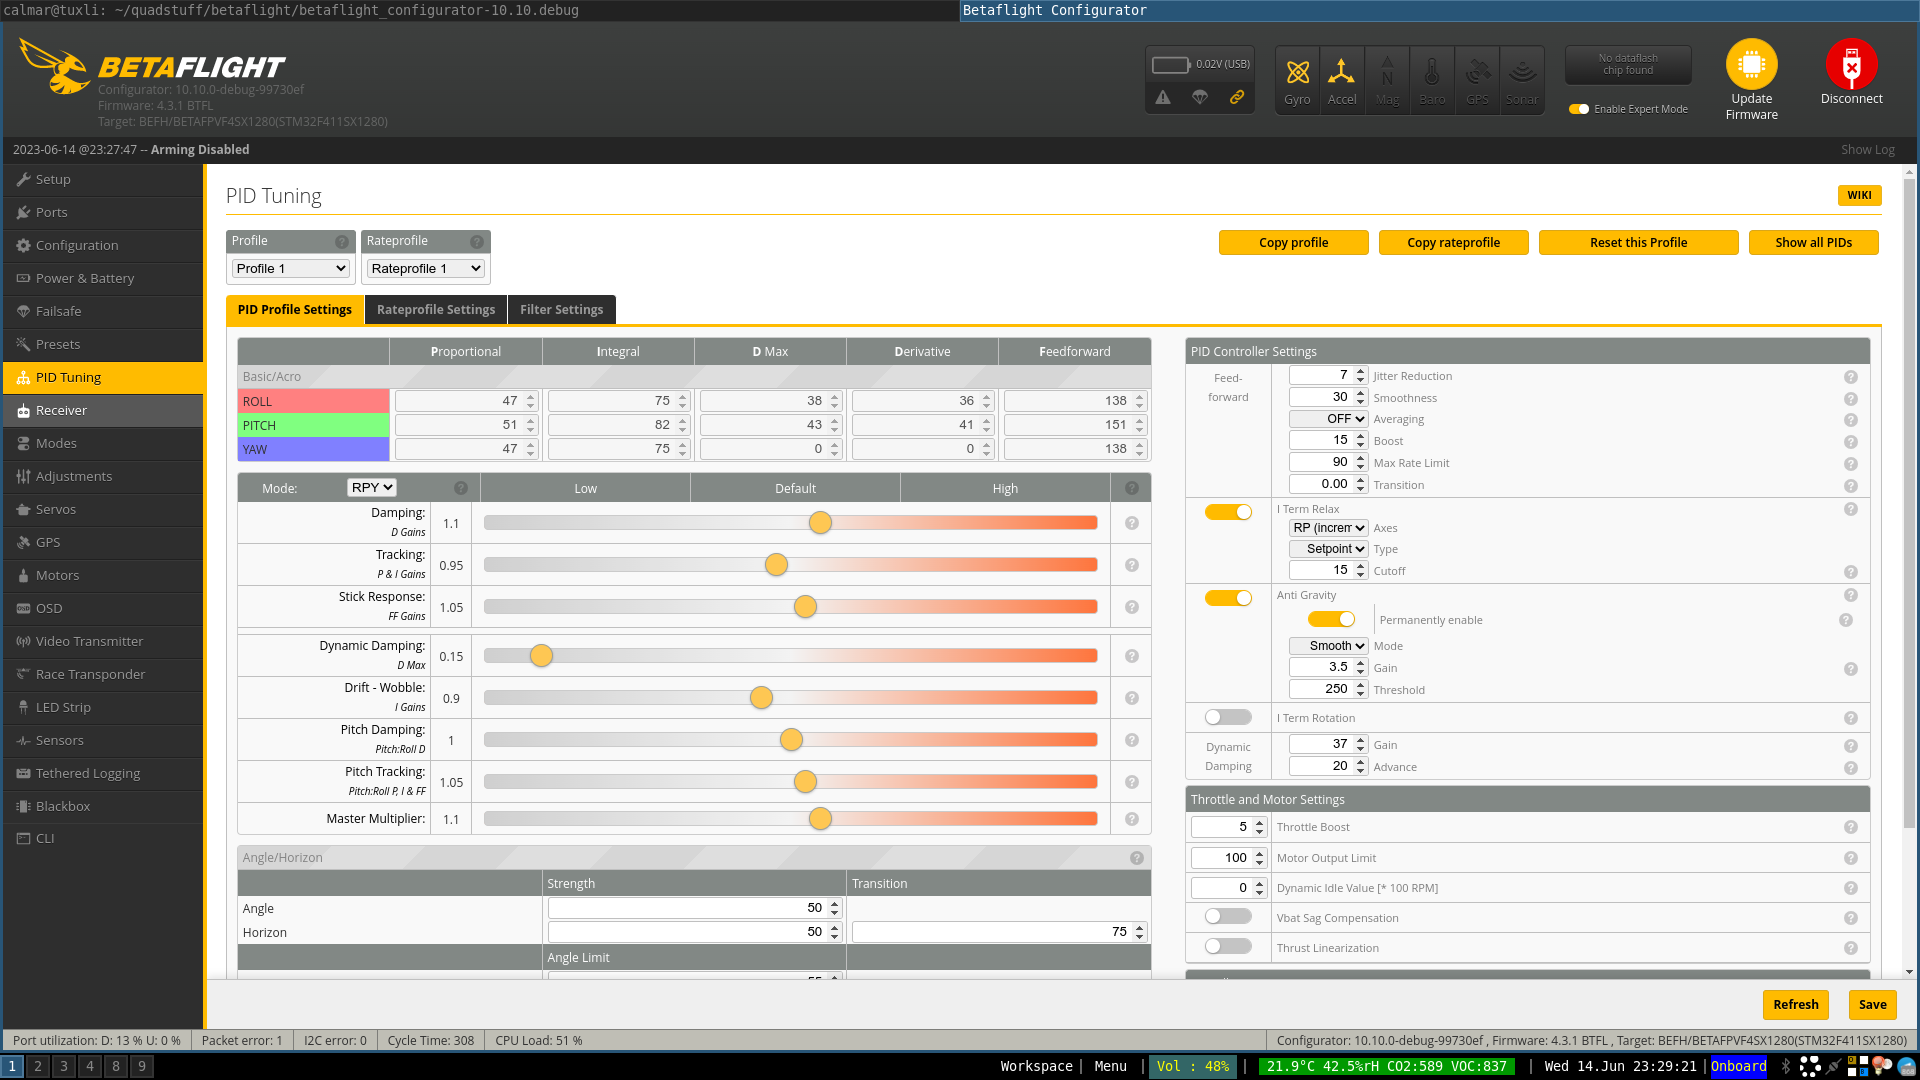 calmar@tuxli: ~/quadstuff/betaflight/betaflight_configurator-10.10.debug
Betaflight Configurator
BETAFLIGHT
Configurator: 10.10.0-debug-99730ef
Firmware: 4.3.1 BTFL
Target: BEFH/BETAFPVF4SX1280(STM32F411SX1280)
0.02V (USB)
Gyro Accel Mag Baro GPS Sonar
No dataflash
chip found
Enable Expert Mode
Update
Firmware
Disconnect
2023-06-14 @23:27:47 -- Arming Disabled
Show Log
Setup
Ports
Configuration
Power & Battery
Failsafe
Presets
PID Tuning
Receiver
Modes
Adjustments
Servos
GPS
Motors
OSD
Video Transmitter
Race Transponder
LED Strip
Sensors
Tethered Logging
Blackbox
CLI
PID Tuning
WIKI
Profile
Profile 1
Rateprofile
Rateprofile 1
Copy profile
Copy rateprofile
Reset this Profile
Show all PIDs
PID Profile Settings
Rateprofile Settings
Filter Settings
Proportional Integral D Max Derivative Feedforward
Basic/Acro
ROLL 47 75 38 36 138
PITCH 51 82 43 41 151
YAW 47 75 0 0 138
Mode: RPY Low Default High
Damping:
D Gains
1.1
Tracking:
P & I Gains
0.95
Stick Response:
FF Gains
1.05
Dynamic Damping:
D Max
0.15
Drift - Wobble:
I Gains
0.9
Pitch Damping:
Pitch:Roll D
1
Pitch Tracking:
Pitch:Roll P, I & FF
1.05
Master Multiplier: 1.1
Angle/Horizon
Strength Transition
Angle 50
Horizon 50 75
Angle Limit
PID Controller Settings
Feed-
forward
7 Jitter Reduction
30 Smoothness
OFF Averaging
15 Boost
90 Max Rate Limit
0.00 Transition
I Term Relax
RP (increm Axes
Setpoint Type
15 Cutoff
Anti Gravity
Permanently enable
Smooth Mode
3.5 Gain
250 Threshold
I Term Rotation
Dynamic
Damping
37 Gain
20 Advance
Throttle and Motor Settings
5 Throttle Boost
100 Motor Output Limit
0 Dynamic Idle Value [* 100 RPM]
Vbat Sag Compensation
Thrust Linearization
Refresh
Save
Port utilization: D: 13 % U: 0 %
Packet error: 1
I2C error: 0
Cycle Time: 308
CPU Load: 51 %
Configurator: 10.10.0-debug-99730ef , Firmware: 4.3.1 BTFL , Target: BEFH/BETAFPVF4SX1280(STM32F411SX1280)
1 2 3 4 8 9
Workspace| Menu | Vol : 48% | 21.9°C 42.5%rH CO2:589 VOC:837 | Wed 14.Jun 23:29:21 |Onboard